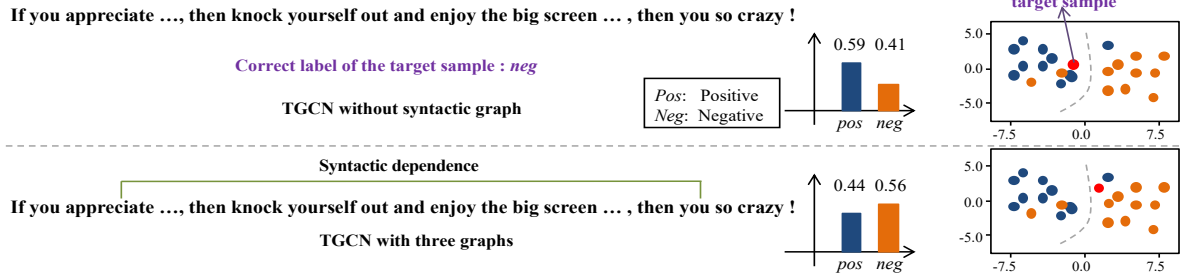 target sample
If you appreciate …, then knock yourself out and enjoy the big screen … , then you so crazy !
Correct label of the target sample : neg
TGCN without syntactic graph
Pos: Positive
Neg: Negative
0.59 0.41
pos neg
5.0
0.0
-5.0
-7.5 0.0 7.5
Syntactic dependence
If you appreciate …, then knock yourself out and enjoy the big screen … , then you so crazy !
TGCN with three graphs
0.44 0.56
pos neg
5.0
0.0
-5.0
-7.5 0.0 7.5